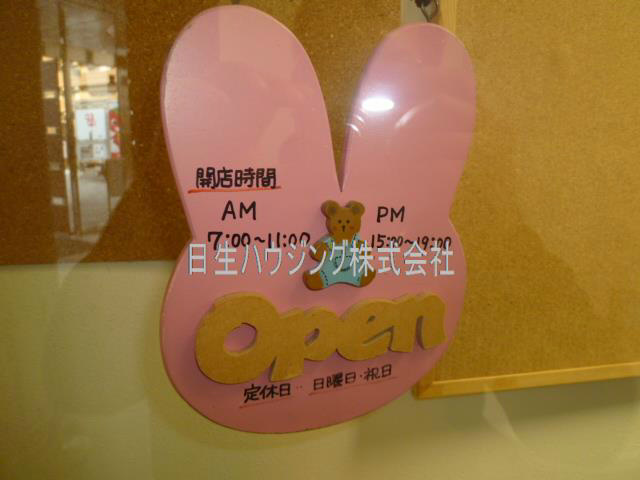 開店時間
AM PM
7:00~11:00 15:00~19:00
日生ハウジング株式会社
Open
定休日‥日曜日・祝日